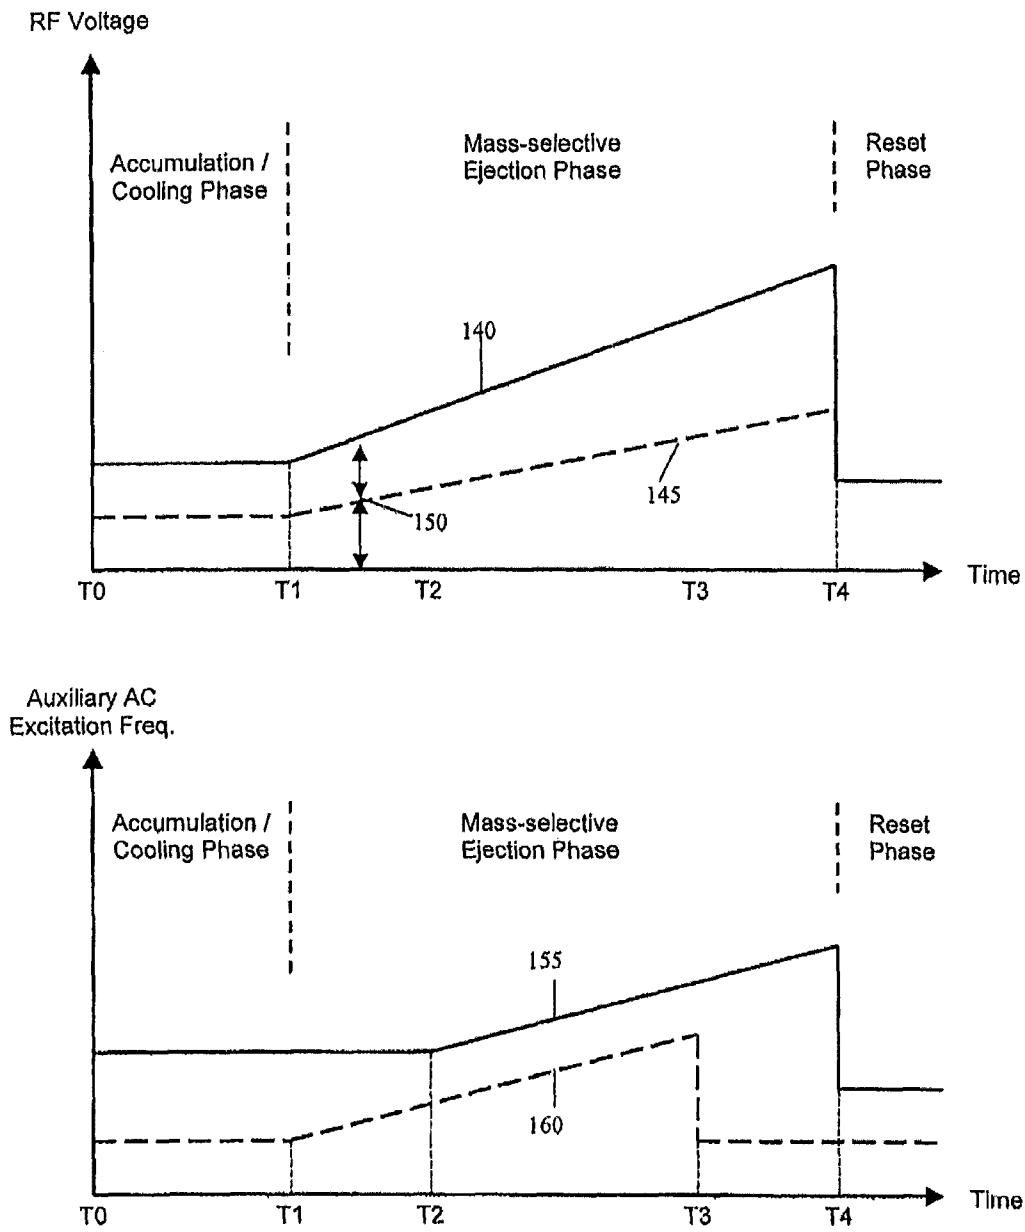 RF Voltage
Accumulation /
Cooling Phase
Mass-selective
Ejection Phase
Reset
Phase
140
145
150
T0
T1
T2
T3
T4
Time
Auxiliary AC
Excitation Freq.
Accumulation /
Cooling Phase
Mass-selective
Ejection Phase
Reset
Phase
155
160
T0
T1
T2
T3
T4
Time